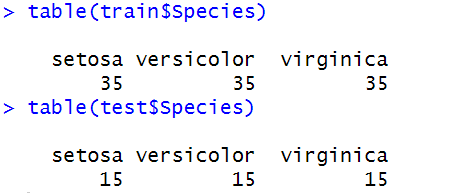 > table(train$Species)
setosa versicolor virginica
35 35 35
> table(test$Species)
setosa versicolor virginica
15 15 15